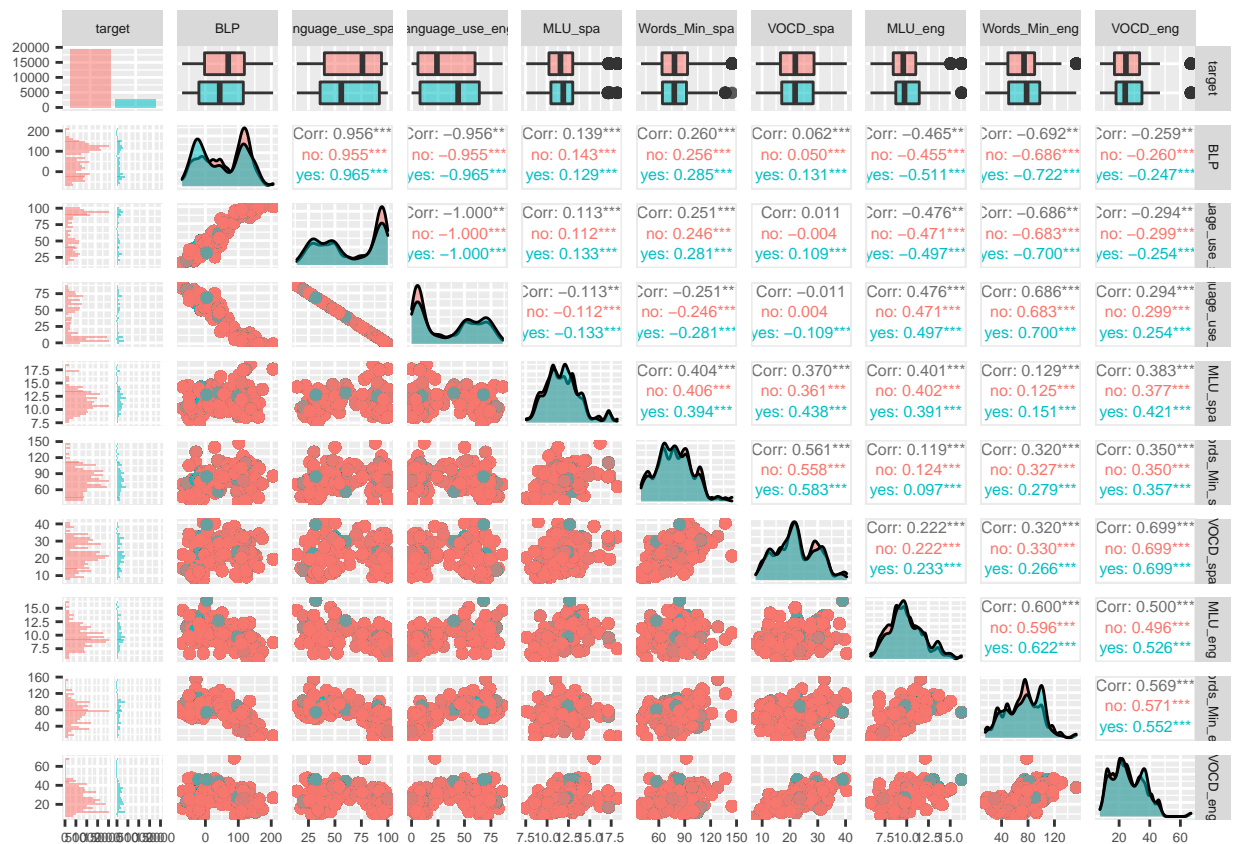 target BLP nguage_use_spa anguage_use_eng MLU_spa Words_Min_spa VOCD_spa MLU_eng Words_Min_eng VOCD_eng
20000
15000
10000
5000
0
target
200
100
0
Corr: 0.956*** Corr: −0.956** Corr: 0.139*** Corr: 0.260*** Corr: 0.062*** Corr: −0.465** Corr: −0.692** Corr: −0.259**
no: 0.955*** no: −0.955*** no: 0.143*** no: 0.256*** no: 0.050*** no: −0.455*** no: −0.686*** no: −0.260***
yes: 0.965*** yes: −0.965*** yes: 0.129*** yes: 0.285*** yes: 0.131*** yes: −0.511*** yes: −0.722*** yes: −0.247***
BLP
100
75
50
25
Corr: −1.000** Corr: 0.113*** Corr: 0.251*** Corr: 0.011 Corr: −0.476** Corr: −0.686** Corr: −0.294**
no: −1.000*** no: 0.112*** no: 0.246*** no: −0.004 no: −0.471*** no: −0.683*** no: −0.299***
yes: −1.000*** yes: 0.133*** yes: 0.281*** yes: 0.109*** yes: −0.497*** yes: −0.700*** yes: −0.254***
uage_use_
75
50
25
0
Corr: −0.113** Corr: −0.251** Corr: −0.011 Corr: 0.476*** Corr: 0.686*** Corr: 0.294***
no: −0.112*** no: −0.246*** no: 0.004 no: 0.471*** no: 0.683*** no: 0.299***
yes: −0.133*** yes: −0.281*** yes: −0.109*** yes: 0.497*** yes: 0.700*** yes: 0.254***
uage_use_
17.5
15.0
12.5
10.0
7.5
Corr: 0.404*** Corr: 0.370*** Corr: 0.401*** Corr: 0.129*** Corr: 0.383***
no: 0.406*** no: 0.361*** no: 0.402*** no: 0.125*** no: 0.377***
yes: 0.394*** yes: 0.438*** yes: 0.391*** yes: 0.151*** yes: 0.421***
MLU_spa
150
120
90
60
Corr: 0.561*** Corr: 0.119*** Corr: 0.320*** Corr: 0.350***
no: 0.558*** no: 0.124*** no: 0.327*** no: 0.350***
yes: 0.583*** yes: 0.097*** yes: 0.279*** yes: 0.357***
ords_Min_s
40
30
20
10
Corr: 0.222*** Corr: 0.320*** Corr: 0.699***
no: 0.222*** no: 0.330*** no: 0.699***
yes: 0.233*** yes: 0.266*** yes: 0.699***
VOCD_spa
15.0
12.5
10.0
7.5
Corr: 0.600*** Corr: 0.500***
no: 0.596*** no: 0.496***
yes: 0.622*** yes: 0.526***
MLU_eng
160
120
80
40
Corr: 0.569***
no: 0.571***
yes: 0.552***
ords_Min_e
60
40
20
VOCD_eng
0 100 200 25 50 75 100 0 25 50 75 7.5 10.0 12.5 15.0 17.5 60 90 120 150 10 20 30 40 7.5 10.0 12.5 15.0 40 80 120 20 40 60